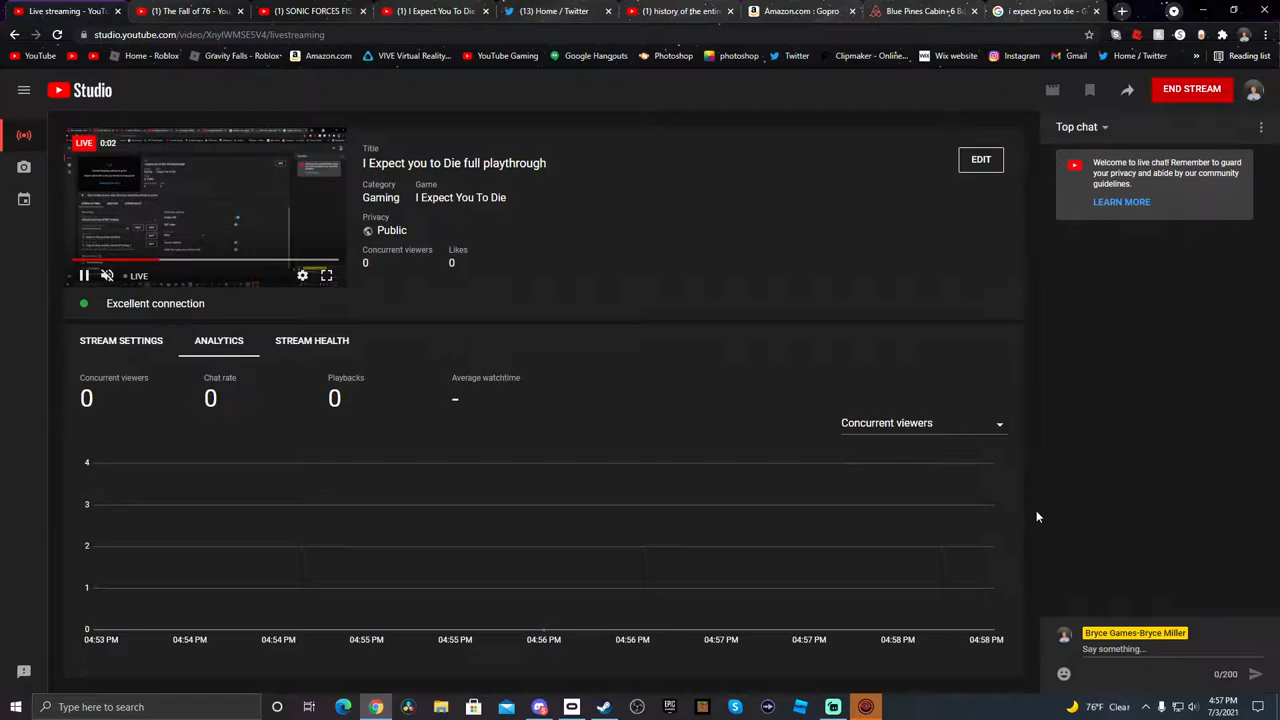 Live streaming - YouTu
(1) The Fall of 76 - Yo
(1) SONIC FORCES FIS
(1) I Expect You To Die
(13) Home / Twitter
(1) history of the entire
Amazon.com: Gopro
Blue Pines Cabin+6
i expect you to die -
studio.youtube.com/video/XnyIWMSE5V4/livestreaming
YouTube
Home - Roblox
Gravity Falls - Roblox
Amazon.com
VIVE Virtual Reality...
YouTube Gaming
Google Hangouts
Photoshop
photoshop
Twitter
Clipmaker - Onlin...
Wix website
Instagram
Gmail
Home / Twitter
»
Reading list
Studio
END STREAM
LIVE 0:02
LIVE
Title
I Expect you to Die full playthrough
EDIT
Category Game
Gaming I Expect You To Die
Privacy
Public
Concurrent viewers Likes
0 0
Excellent connection
Top chat
Welcome to live chat! Remember to guard
your privacy and abide by our community
guidelines.
LEARN MORE
STREAM SETTINGS ANALYTICS STREAM HEALTH
Concurrent viewers Chat rate Playbacks Average watchtime
0 0 0 -
Concurrent viewers
4
3
2
1
0
04:53 PM 04:54 PM 04:54 PM 04:55 PM 04:55 PM 04:56 PM 04:56 PM 04:57 PM 04:57 PM 04:58 PM 04:58 PM
Bryce Games-Bryce Miller
Say something...
0/200
Type here to search
EPIC GAMES
76°F Clear
4:57 PM
7/3/2021